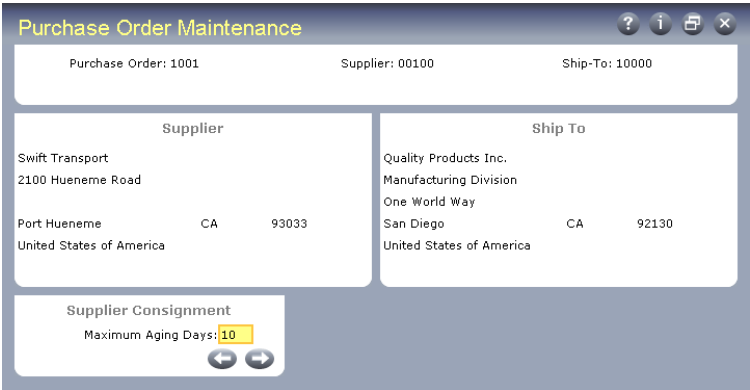 Purchase Order Maintenance
Purchase Order: 1001 Supplier: 00100 Ship-To: 10000
Supplier
Swift Transport
2100 Hueneme Road
Port Hueneme CA 93033
United States of America
Ship To
Quality Products Inc.
Manufacturing Division
One World Way
San Diego CA 92130
United States of America
Supplier Consignment
Maximum Aging Days: 10